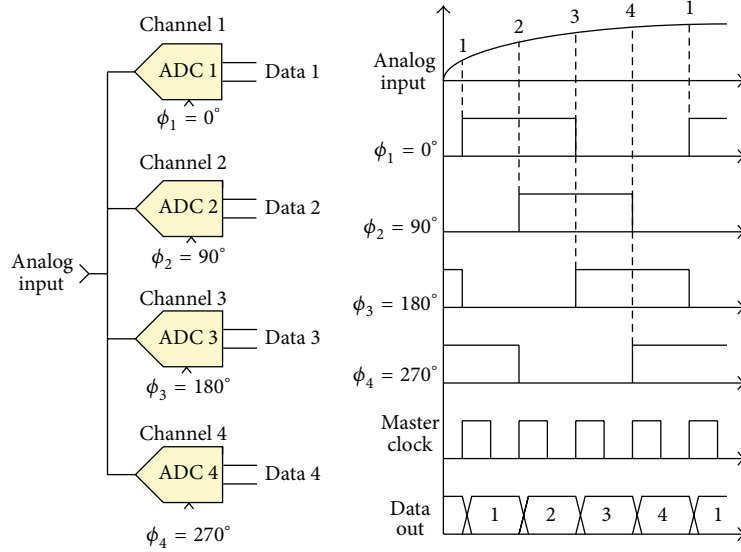 Channel 1
ADC 1
Data 1
ϕ₁ = 0°
Channel 2
ADC 2
Data 2
ϕ₂ = 90°
Analog
input
Channel 3
ADC 3
Data 3
ϕ₃ = 180°
Channel 4
ADC 4
Data 4
ϕ₄ = 270°
1 2 3 4 1
Analog
input
ϕ₁ = 0°
ϕ₂ = 90°
ϕ₃ = 180°
ϕ₄ = 270°
Master
clock
Data
out
1 2 3 4 1